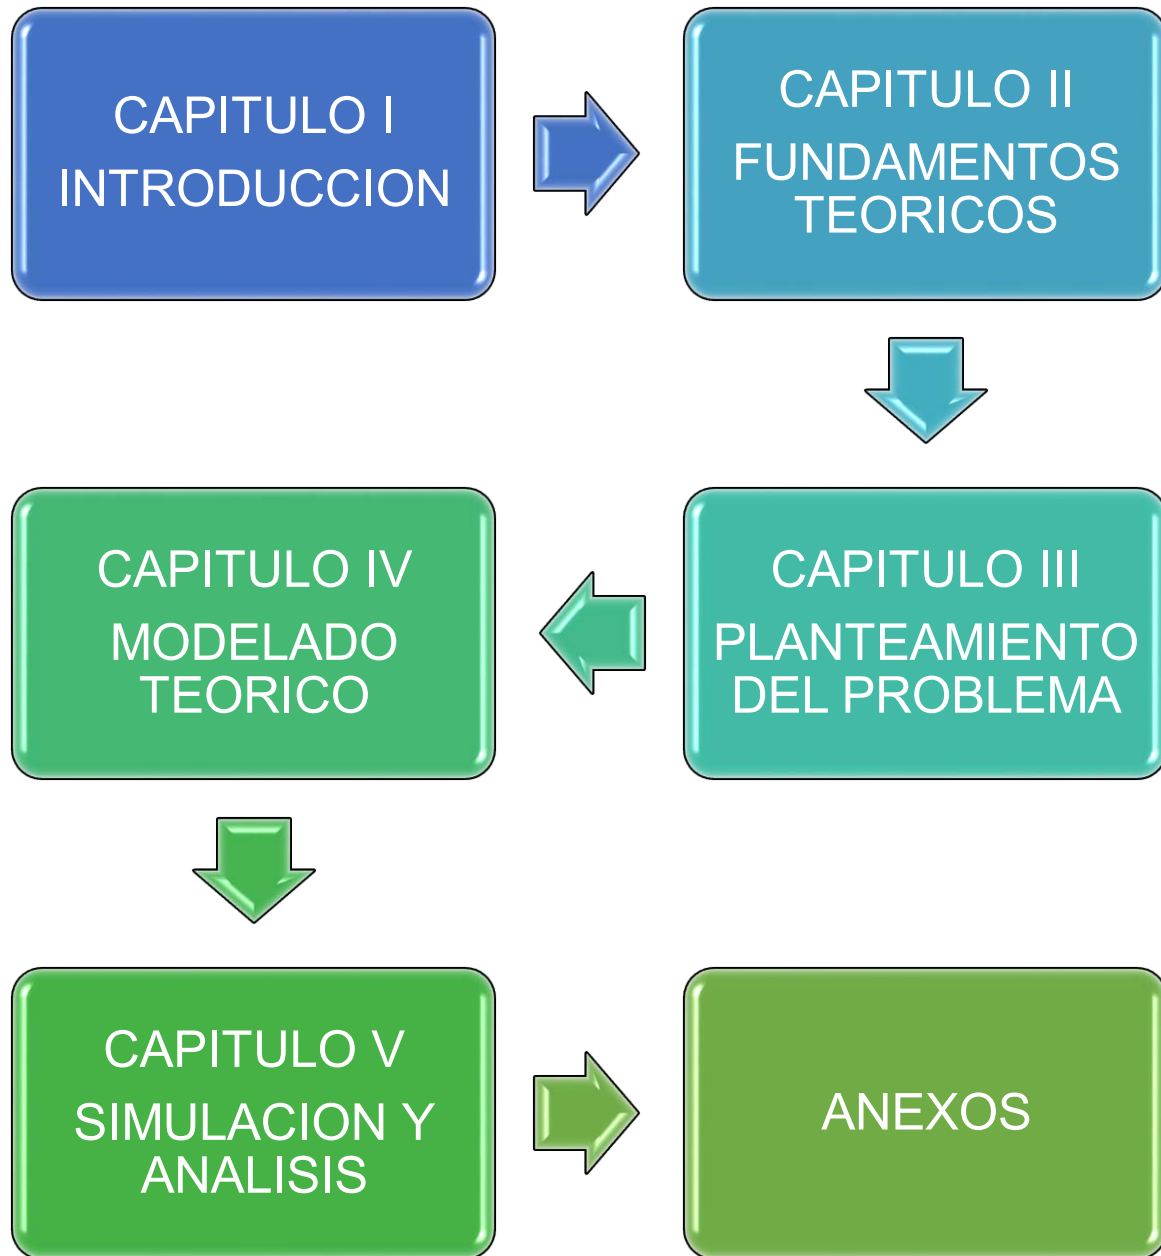 CAPITULO I
INTRODUCCION
CAPITULO II
FUNDAMENTOS
TEORICOS
CAPITULO III
PLANTEAMIENTO
DEL PROBLEMA
CAPITULO IV
MODELADO
TEORICO
CAPITULO V
SIMULACION Y
ANALISIS
ANEXOS